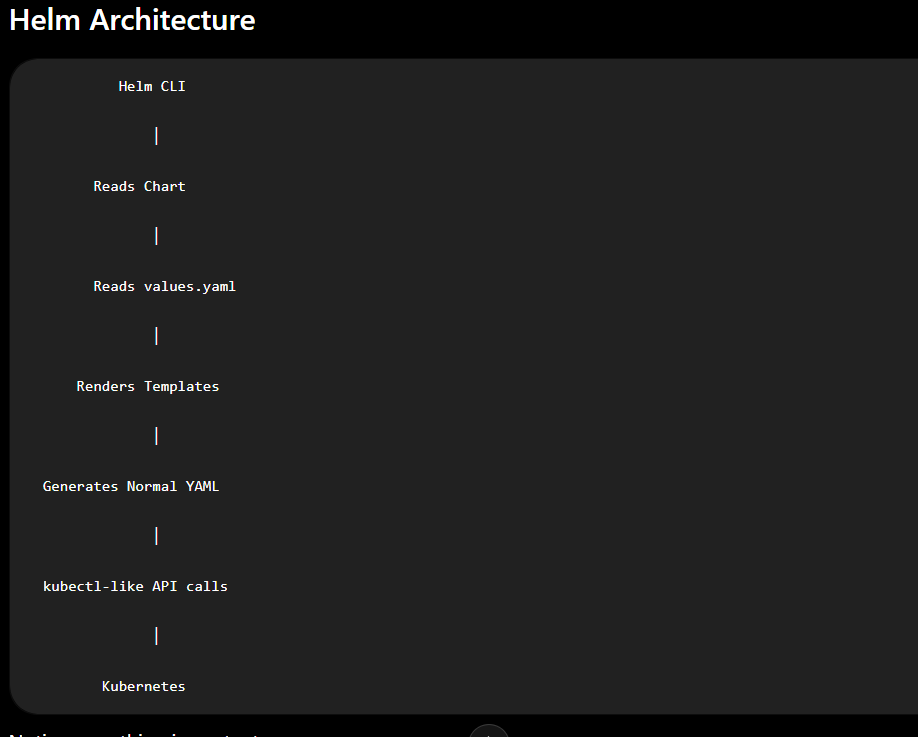 Helm Architecture
Helm CLI
|
Reads Chart
|
Reads values.yaml
|
Renders Templates
|
Generates Normal YAML
|
kubectl-like API calls
|
Kubernetes